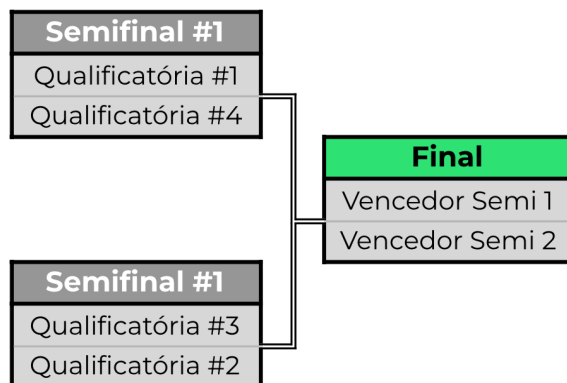 Semifinal #1
Qualificatória #1
Qualificatória #4
Final
Vencedor Semi 1
Vencedor Semi 2
Semifinal #1
Qualificatória #3
Qualificatória #2